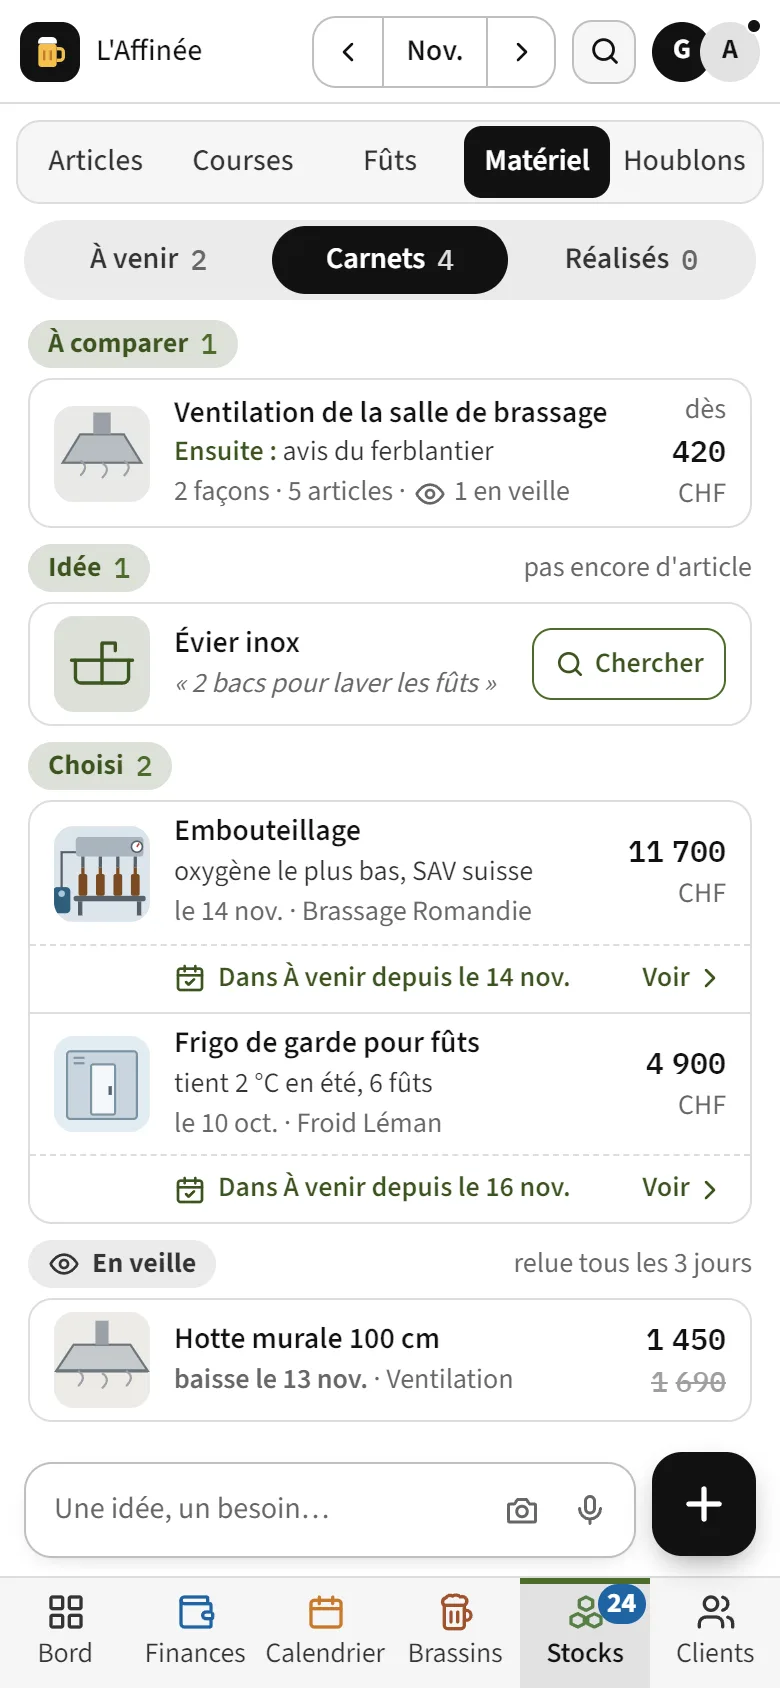 L'Affinée
Nov.
G
A
Articles
Courses
Fûts
Matériel
Houblons
À venir 2
Carnets 4
Réalisés 0
À comparer 1
Ventilation de la salle de brassage
Ensuite : avis du ferblantier
2 façons · 5 articles · 1 en veille
dès
420
CHF
Idée 1
pas encore d'article
Évier inox
« 2 bacs pour laver les fûts »
Chercher
Choisi 2
Embouteillage
oxygène le plus bas, SAV suisse
le 14 nov. · Brassage Romandie
11 700
CHF
Dans À venir depuis le 14 nov.
Voir
Frigo de garde pour fûts
tient 2 °C en été, 6 fûts
le 10 oct. · Froid Léman
4 900
CHF
Dans À venir depuis le 16 nov.
Voir
En veille
relue tous les 3 jours
Hotte murale 100 cm
baisse le 13 nov. · Ventilation
1 450
1 690
Une idée, un besoin...
24
Bord
Finances
Calendrier
Brassins
Stocks
Clients